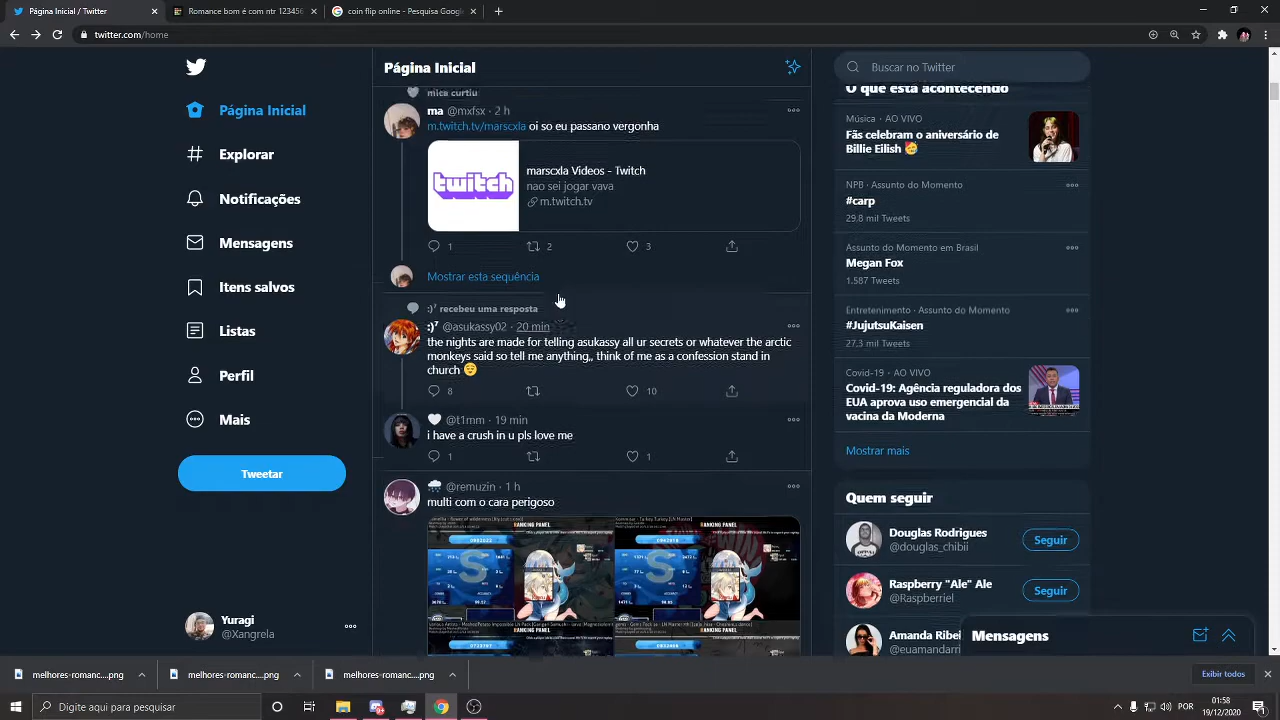 Página Inicial / Twitter
Romance bom é com ntr 123456
coin flip online - Pesquisa Google
twitter.com/home
Página Inicial
Explorar
Notificações
Mensagens
Itens salvos
Listas
Perfil
Mais
Tweetar
Yuragi
@Xangrela
Página Inicial
mica curtiu
ma @mxfsx · 2 h
m.twitch.tv/marscxla oi so eu passano vergonha
twitch
marscxla Videos - Twitch
nao sei jogar vava
m.twitch.tv
1 2 3
Mostrar esta sequência
:)⁷ recebeu uma resposta
:)⁷ @asukassy02 · 20 min
the nights are made for telling asukassy all ur secrets or whatever the arctic
monkeys said so tell me anything,, think of me as a confession stand in
church 😌
8 10
🤍 @t1mm · 19 min
i have a crush in u pls love me
1 1
🌧 @remuzin · 1 h
multi com o cara perigoso
RANKING PANEL
RANKING PANEL
RANKING PANEL
RANKING PANEL
Buscar no Twitter
O que está acontecendo
Música · AO VIVO
Fãs celebram o aniversário de
Billie Eilish 🥳
NPB · Assunto do Momento
#carp
29.8 mil Tweets
Assunto do Momento em Brasil
Megan Fox
1.587 Tweets
Entretenimento · Assunto do Momento
#JujutsuKaisen
27.3 mil Tweets
Covid-19 · AO VIVO
Covid-19: Agência reguladora dos
EUA aprova uso emergencial da
vacina da Moderna
Mostrar mais
Quem seguir
Douglas Rodrigues
@douglas_chibii
Seguir
Raspberry "Ale" Ale
@Raspberriel
Seguir
@euamandarri
Mensagens
melhores-romanc....png
melhores-romanc....png
melhores-romanc....png
Exibir todos
Digite aqui para pesquisar
POR
01:58
19/12/2020